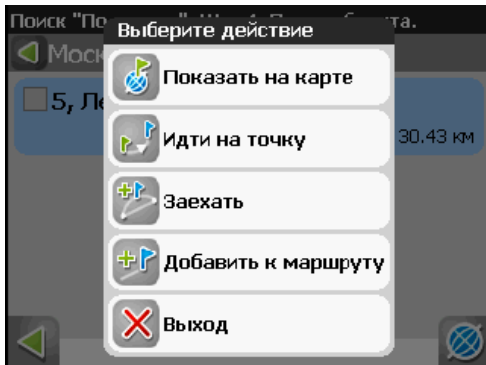 Поиск "По
Выберите действие
Моск
Показать на карте
5, Ле
Идти на точку
30.43 км
Заехать
Добавить к маршруту
Выход